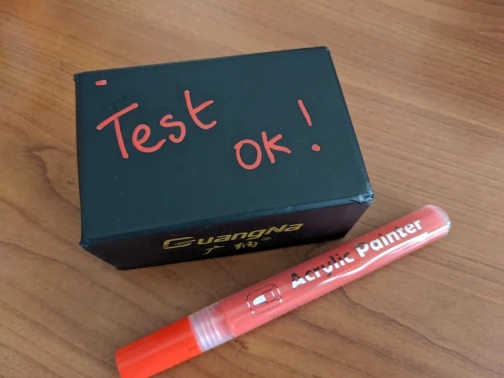 Test
OK!
GuangNa
广纳®
Acrylic Painter